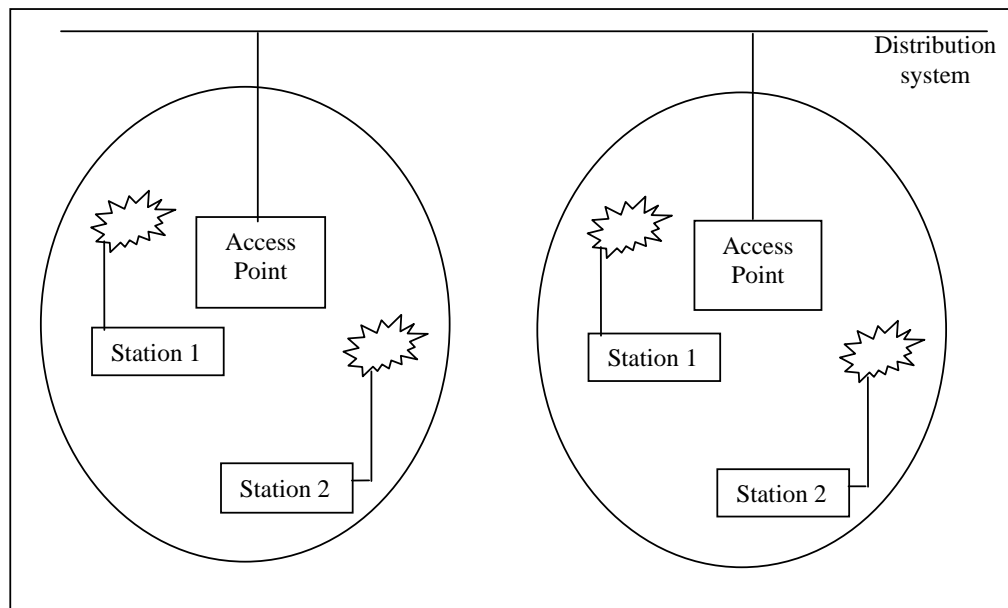 Distribution
system
Access
Point
Station 1
Station 2
Access
Point
Station 1
Station 2